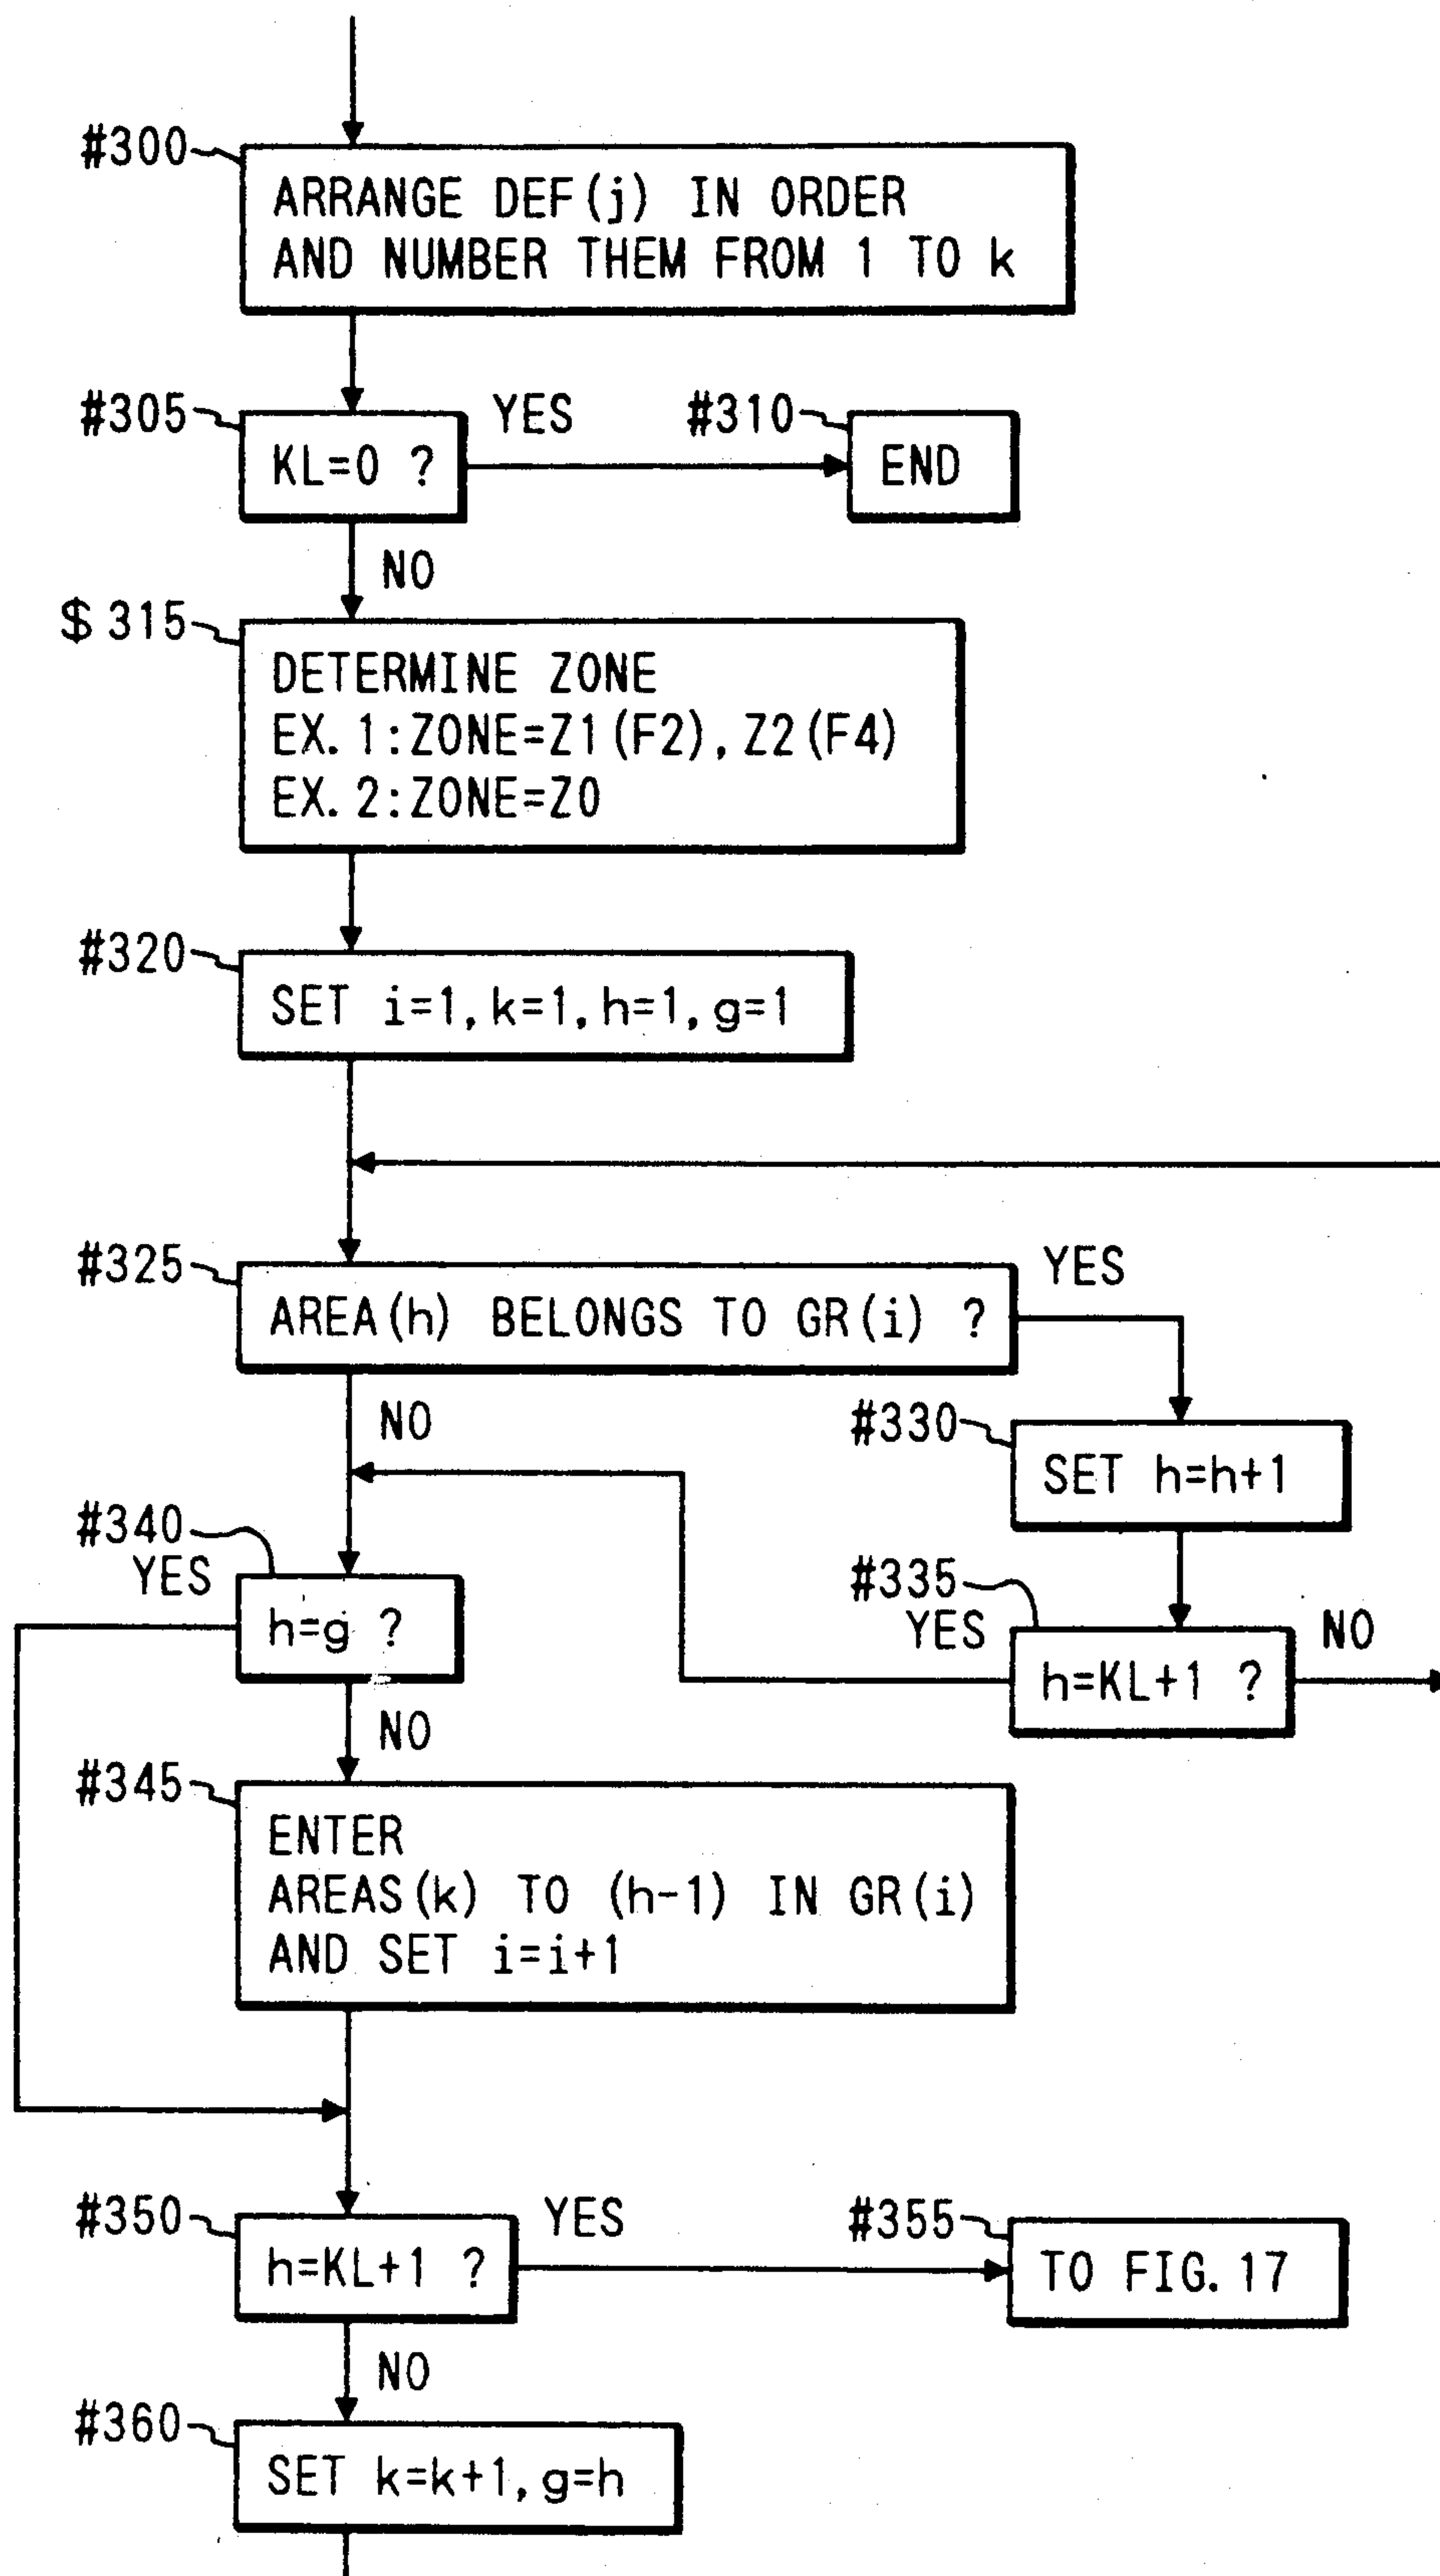 #300
ARRANGE DEF(j) IN ORDER
AND NUMBER THEM FROM 1 TO k
#305
KL=0 ?
YES
#310
END
NO
$ 315
DETERMINE ZONE
EX. 1:ZONE=Z1(F2), Z2(F4)
EX. 2:ZONE=Z0
#320
SET i=1, k=1, h=1, g=1
#325
AREA(h) BELONGS TO GR(i) ?
YES
NO
#330
SET h=h+1
#340
YES
h=g ?
#335
YES
h=KL+1 ?
NO
NO
#345
ENTER
AREAS(k) TO (h-1) IN GR(i)
AND SET i=i+1
#350
h=KL+1 ?
YES
#355
TO FIG. 17
NO
#360
SET k=k+1, g=h